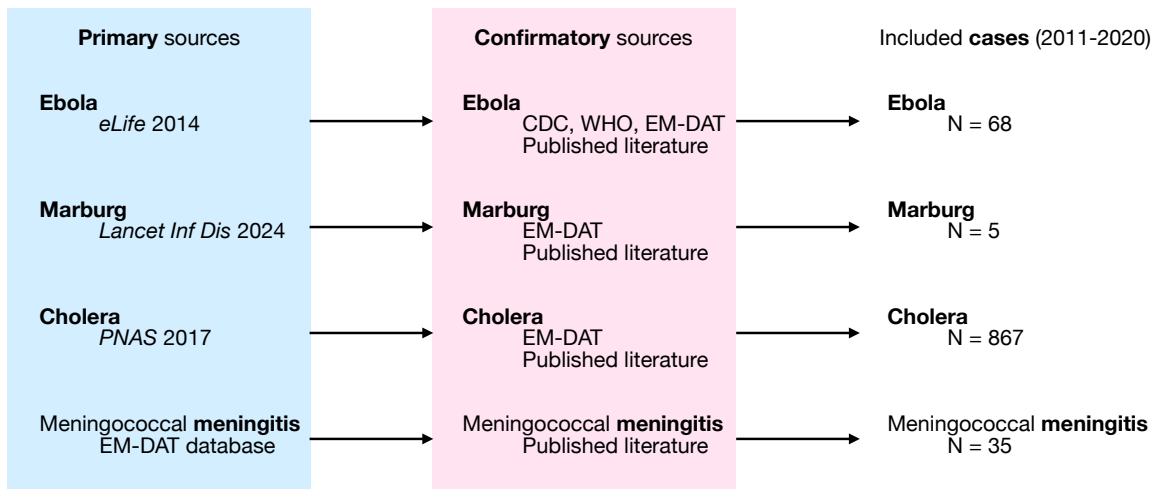 Primary sources
Confirmatory sources
Included cases (2011-2020)
Ebola
eLife 2014
Ebola
CDC, WHO, EM-DAT
Published literature
Ebola
N = 68
Marburg
Lancet Inf Dis 2024
Marburg
EM-DAT
Published literature
Marburg
N = 5
Cholera
PNAS 2017
Cholera
EM-DAT
Published literature
Cholera
N = 867
Meningococcal meningitis
EM-DAT database
Meningococcal meningitis
Published literature
Meningococcal meningitis
N = 35